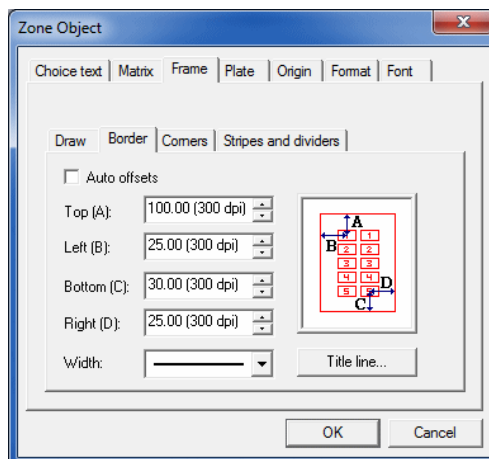 Zone Object
Choice text Matrix Frame Plate Origin Format Font
Draw Border Corners Stripes and dividers
Auto offsets
Top (A): 100.00 (300 dpi)
Left (B): 25.00 (300 dpi)
Bottom (C): 30.00 (300 dpi)
Right (D): 25.00 (300 dpi)
A
B 1 1
2 2
3 3
4 4
5 5 D
C
Width: Title line...
OK Cancel